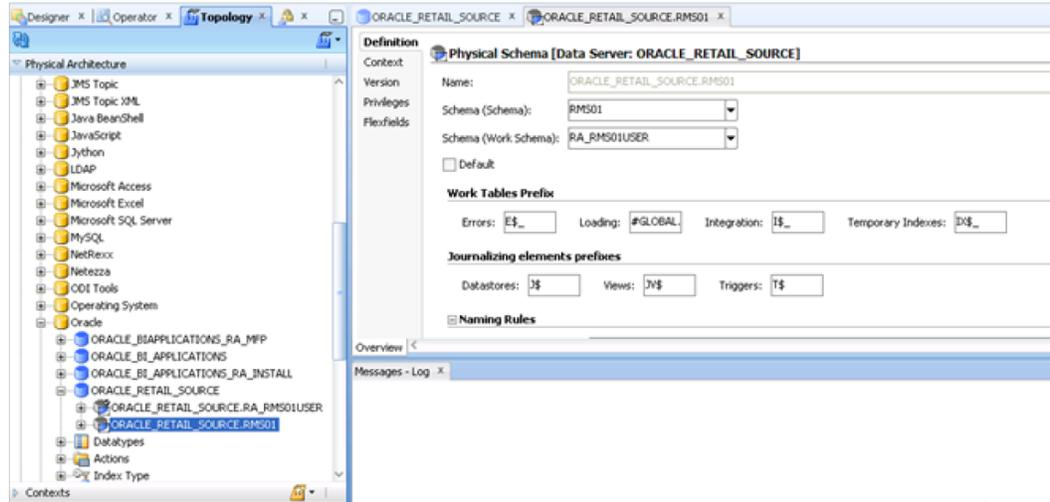 Designer Operator Topology
Physical Architecture
JMS Topic
JMS Topic XML
Java BeanShell
JavaScript
Jython
LDAP
Microsoft Access
Microsoft Excel
Microsoft SQL Server
MySQL
NetRexx
Netezza
ODI Tools
Operating System
Oracle
ORACLE_BIAPPLICATIONS_RA_MFP
ORACLE_BI_APPLICATIONS
ORACLE_BI_APPLICATIONS_RA_INSTALL
ORACLE_RETAIL_SOURCE
ORACLE_RETAIL_SOURCE.RA_RMS01USER
ORACLE_RETAIL_SOURCE.RMS01
Datatypes
Actions
Index Type
Contexts
ORACLE_RETAIL_SOURCE ORACLE_RETAIL_SOURCE.RMS01
Definition
Context
Version
Privileges
Flexfields
Physical Schema [Data Server: ORACLE_RETAIL_SOURCE]
Name: ORACLE_RETAIL_SOURCE.RMS01
Schema (Schema): RMS01
Schema (Work Schema): RA_RMS01USER
Default
Work Tables Prefix
Errors: E$_ Loading: #GLOBAL. Integration: I$_ Temporary Indexes: IX$_
Journalizing elements prefixes
Datastores: J$ Views: JV$ Triggers: T$
Naming Rules
Overview
Messages - Log